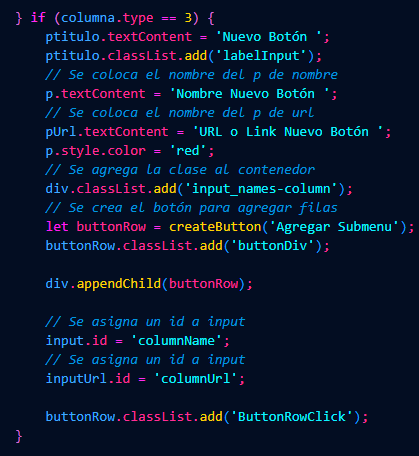 } if (columna.type == 3) {
ptitulo.textContent = 'Nuevo Botón ';
ptitulo.classList.add('labelInput');
// Se coloca el nombre del p de nombre
p.textContent = 'Nombre Nuevo Botón ';
// Se coloca el nombre del p de url
pUrl.textContent = 'URL o Link Nuevo Botón ';
p.style.color = 'red';
// Se agrega la clase al contenedor
div.classList.add('input_names-column');
// Se crea el botón para agregar filas
let buttonRow = createButton('Agregar Submenu');
buttonRow.classList.add('buttonDiv');
div.appendChild(buttonRow);
// Se asigna un id a input
input.id = 'columnName';
// Se asigna un id a input
inputUrl.id = 'columnUrl';
buttonRow.classList.add('ButtonRowClick');
}